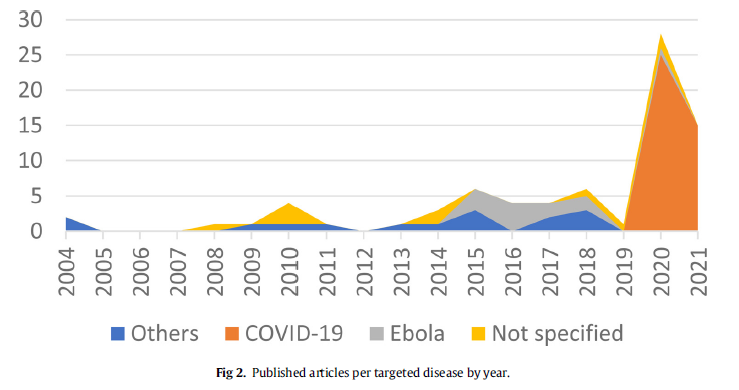 30
25
20
15
10
5
0
2004 2005 2006 2007 2008 2009 2010 2011 2012 2013 2014 2015 2016 2017 2018 2019 2020 2021
Others COVID-19 Ebola Not specified
Fig 2. Published articles per targeted disease by year.